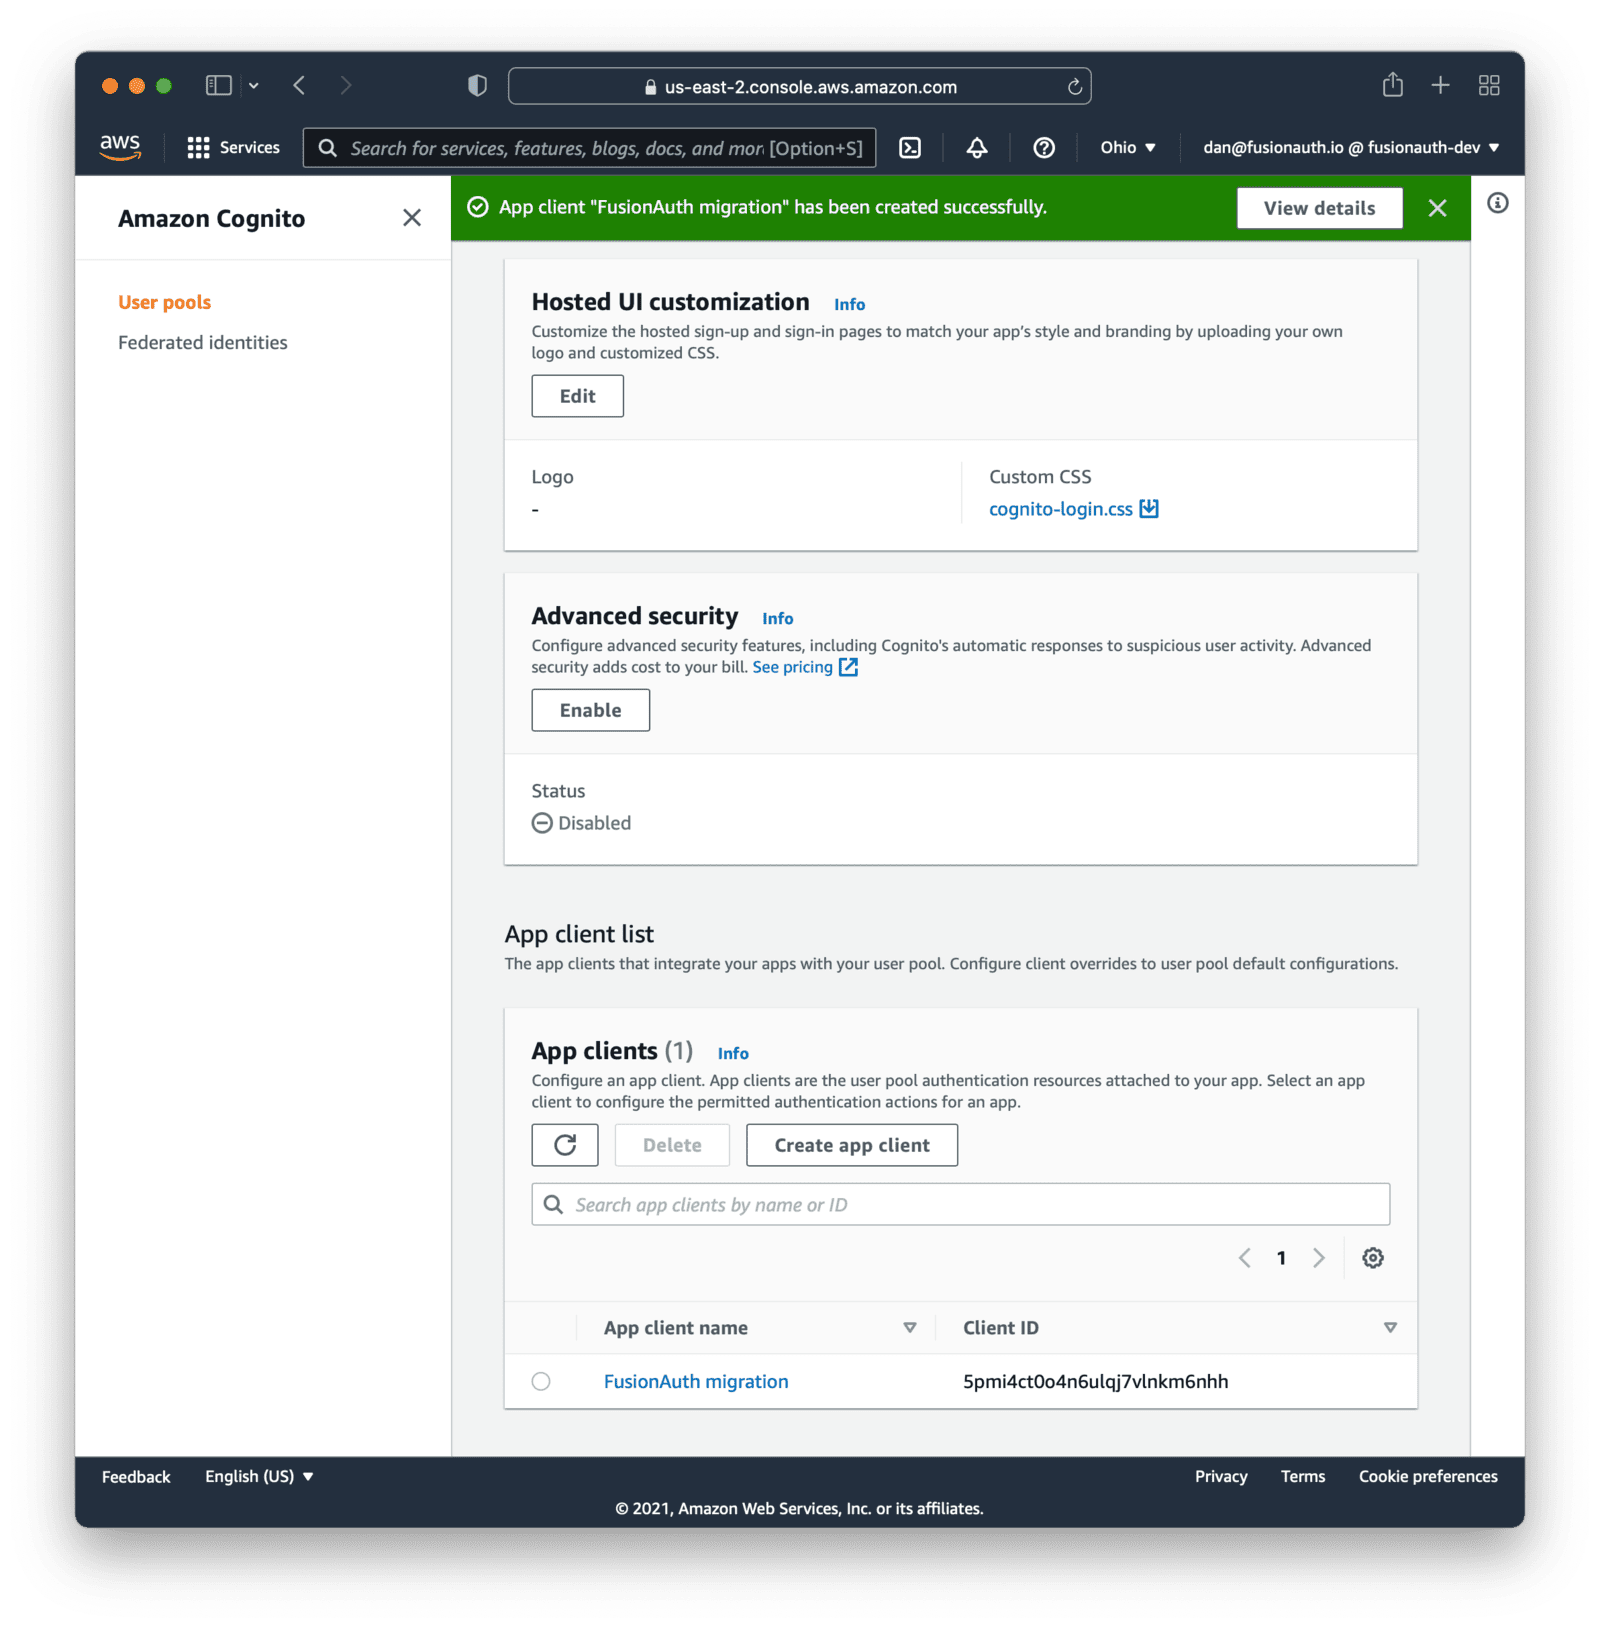 us-east-2.console.aws.amazon.com
aws
Services
Search for services, features, blogs, docs, and mor [Option+S]
Ohio ▼
dan@fusionauth.io @ fusionauth-dev ▼
Amazon Cognito
User pools
Federated identities
App client "FusionAuth migration" has been created successfully.
View details
Hosted UI customization Info
Customize the hosted sign-up and sign-in pages to match your app's style and branding by uploading your own
logo and customized CSS.
Edit
Logo
-
Custom CSS
cognito-login.css
Advanced security Info
Configure advanced security features, including Cognito's automatic responses to suspicious user activity. Advanced
security adds cost to your bill. See pricing
Enable
Status
Disabled
App client list
The app clients that integrate your apps with your user pool. Configure client overrides to user pool default configurations.
App clients (1) Info
Configure an app client. App clients are the user pool authentication resources attached to your app. Select an app
client to configure the permitted authentication actions for an app.
Delete
Create app client
Search app clients by name or ID
1
App client name
Client ID
FusionAuth migration
5pmi4ct0o4n6ulqj7vlnkm6nhh
Feedback
English (US) ▼
Privacy
Terms
Cookie preferences
© 2021, Amazon Web Services, Inc. or its affiliates.